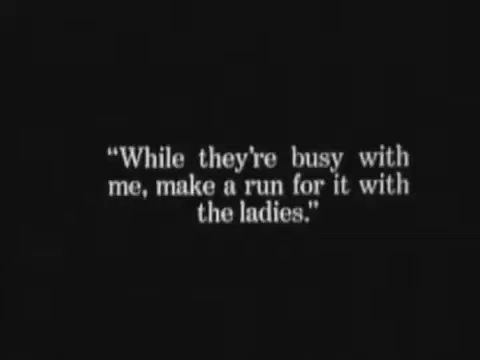 “While they're busy with
me, make a run for it with
the ladies.”